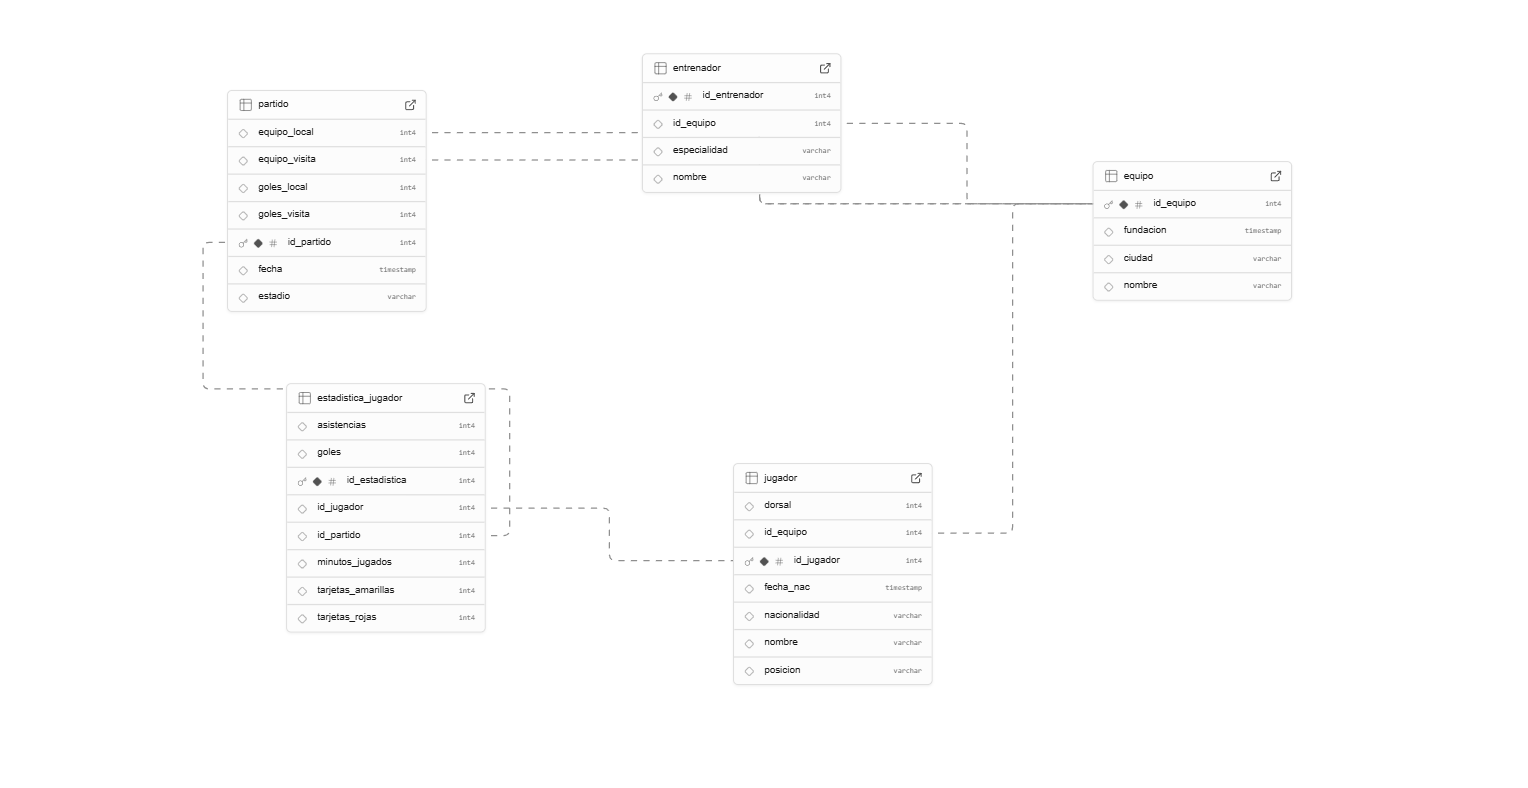 partido
equipo_local int4
equipo_visita int4
goles_local int4
goles_visita int4
id_partido int4
fecha timestamp
estadio varchar
entrenador
id_entrenador int4
id_equipo int4
especialidad varchar
nombre varchar
equipo
id_equipo int4
fundacion timestamp
ciudad varchar
nombre varchar
estadistica_jugador
asistencias int4
goles int4
id_estadistica int4
id_jugador int4
id_partido int4
minutos_jugados int4
tarjetas_amarillas int4
tarjetas_rojas int4
jugador
dorsal int4
id_equipo int4
id_jugador int4
fecha_nac timestamp
nacionalidad varchar
nombre varchar
posicion varchar